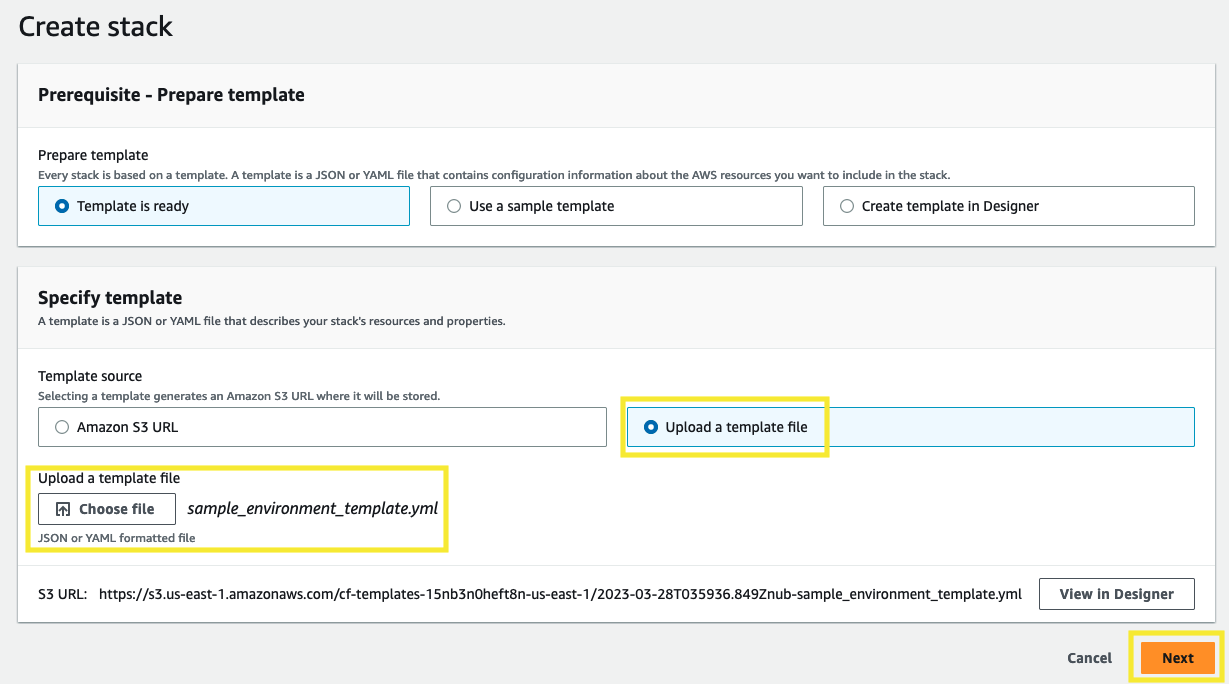 Create stack
Prerequisite - Prepare template
Prepare template
Every stack is based on a template. A template is a JSON or YAML file that contains configuration information about the AWS resources you want to include in the stack.
Template is ready
Use a sample template
Create template in Designer
Specify template
A template is a JSON or YAML file that describes your stack's resources and properties.
Template source
Selecting a template generates an Amazon S3 URL where it will be stored.
Amazon S3 URL
Upload a template file
Upload a template file
Choose file
sample_environment_template.yml
JSON or YAML formatted file
S3 URL: https://s3.us-east-1.amazonaws.com/cf-templates-15nb3n0heft8n-us-east-1/2023-03-28T035936.849Znub-sample_environment_template.yml
View in Designer
Cancel
Next